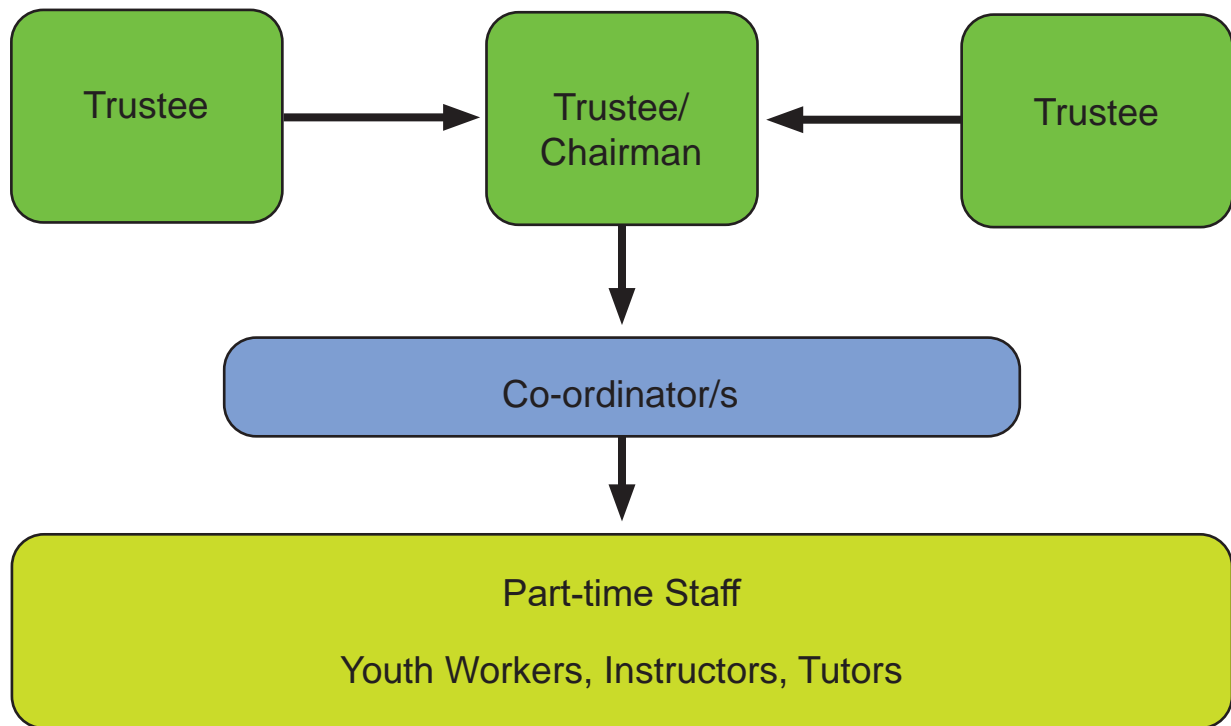 Trustee
Trustee/
Chairman
Trustee
Co-ordinator/s
Part-time Staff
Youth Workers, Instructors, Tutors